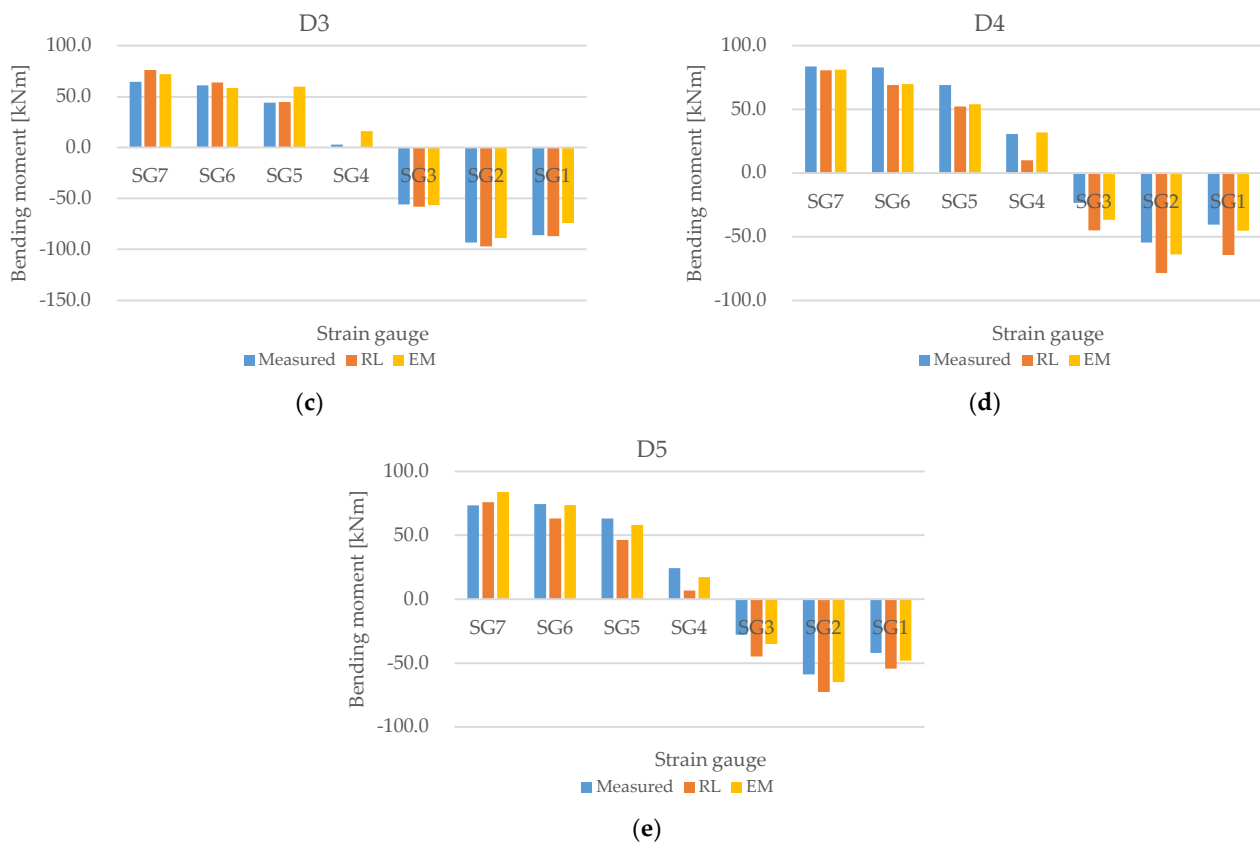 D3
Bending moment [kNm]
100.0
50.0
0.0
-50.0
-100.0
-150.0
SG7 SG6 SG5 SG4 SG3 SG2 SG1
Strain gauge
Measured RL EM
(c)
D4
Bending moment [kNm]
100.0
50.0
0.0
-50.0
-100.0
SG7 SG6 SG5 SG4 SG3 SG2 SG1
Strain gauge
Measured RL EM
(d)
D5
Bending moment [kNm]
100.0
50.0
0.0
-50.0
-100.0
SG7 SG6 SG5 SG4 SG3 SG2 SG1
Strain gauge
Measured RL EM
(e)